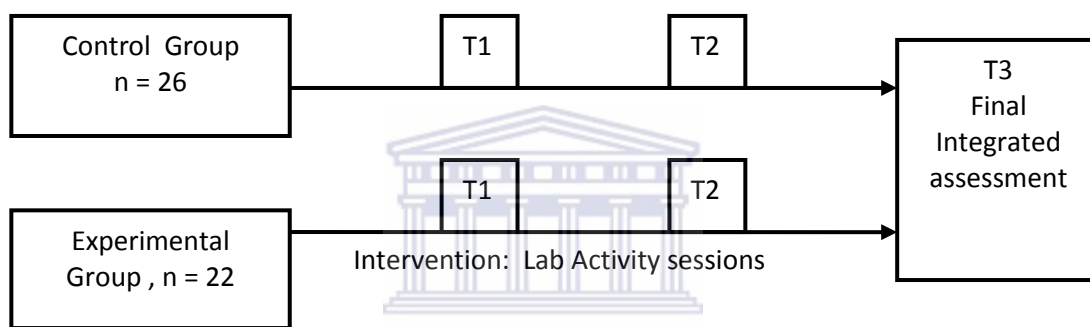 Control Group
n = 26
T1
T2
T3
Final
Integrated
assessment
T1
T2
Experimental
Group , n = 22
Intervention: Lab Activity sessions